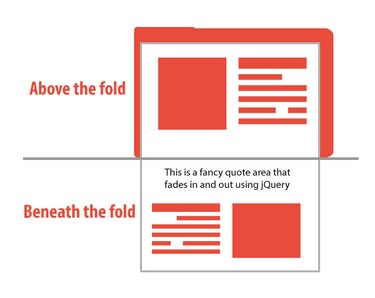 Above the fold
This is a fancy quote area that
fades in and out using jQuery
Beneath the fold